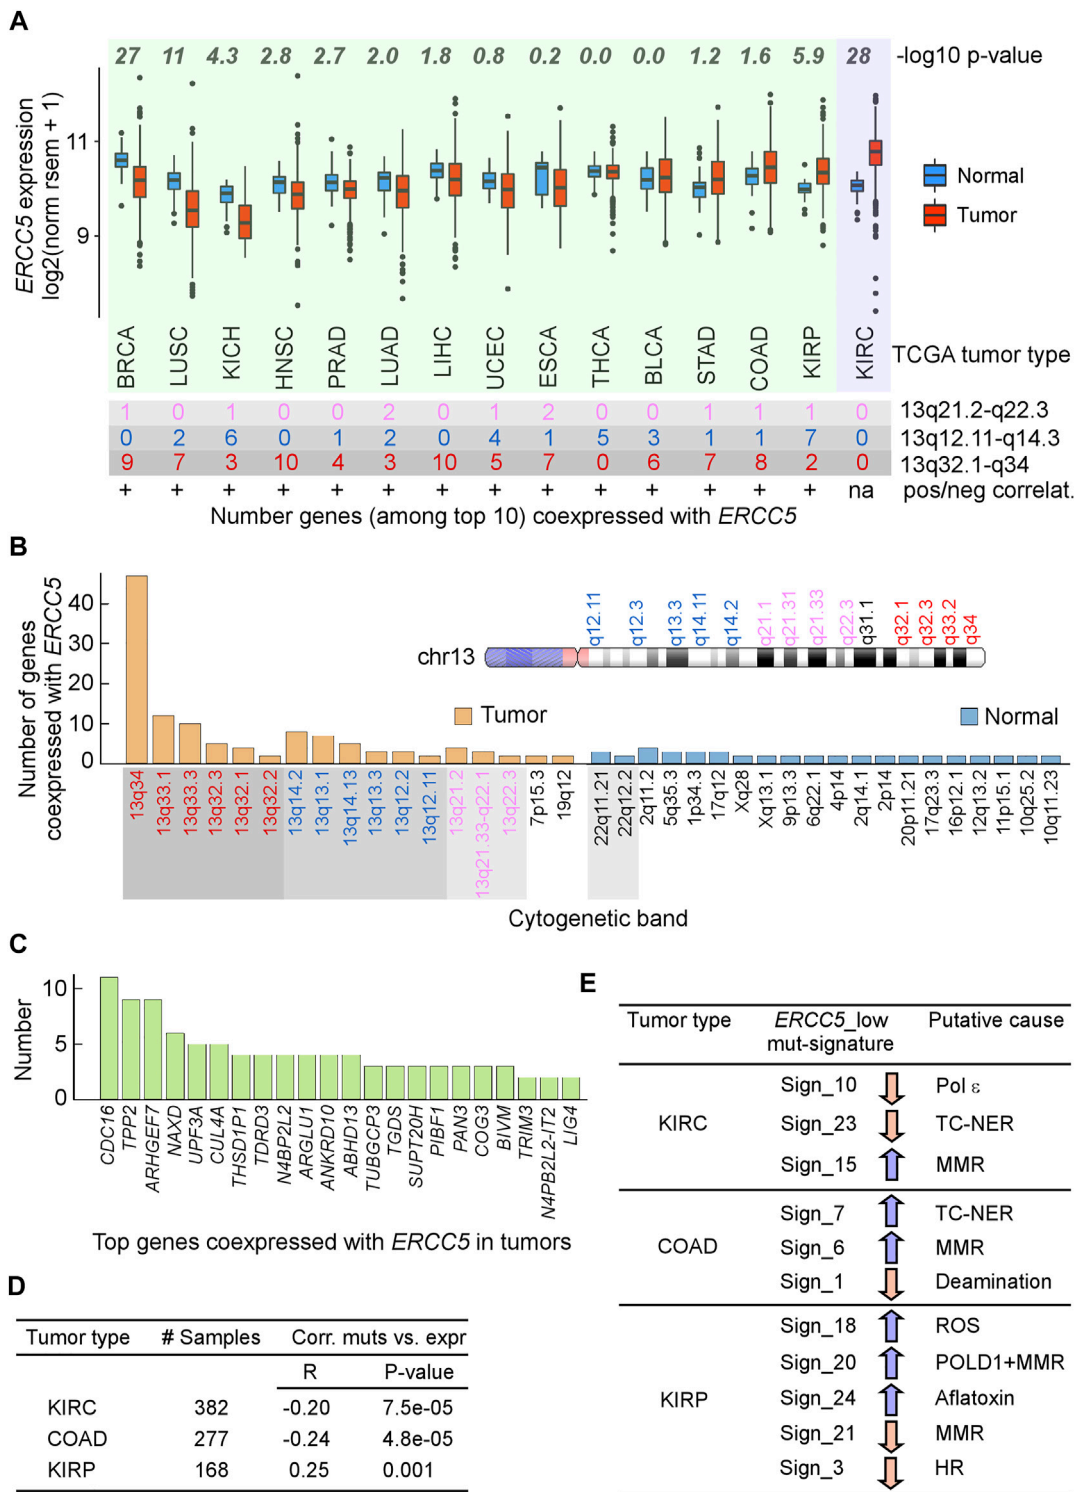 A
27 11 4.3 2.8 2.7 2.0 1.8 0.8 0.2 0.0 0.0 1.2 1.6 5.9 28 -log10 p-value
ERCC5 expression
log2(norm rsem + 1)
11
9
Normal
Tumor
BRCA LUSC KICH HNSC PRAD LUAD LIHC UCEC ESCA THCA BLCA STAD COAD KIRP KIRC TCGA tumor type
1 0 1 0 0 2 0 1 2 0 0 1 1 1 0 13q21.2-q22.3
0 2 6 0 1 2 0 4 1 5 3 1 1 7 0 13q12.11-q14.3
9 7 3 10 4 3 10 5 7 0 6 7 8 2 0 13q32.1-q34
+ + + + + + + + + + + + + + na pos/neg correlat.
Number genes (among top 10) coexpressed with ERCC5
B
Number of genes
coexpressed with ERCC5
40
30
20
10
0
q12.11 q12.3 q13.3 q14.11 q14.2 q21.1 q21.31 q21.33 q22.3 q31.1 q32.1 q32.3 q33.2 q34
chr13
Tumor
Normal
13q34 13q33.1 13q33.3 13q32.3 13q32.1 13q32.2 13q14.2 13q13.1 13q14.13 13q13.3 13q12.2 13q12.11 13q21.2 13q21.33-q22.1 13q22.3 7p15.3 19q12 22q11.21 22q12.2 2q11.2 5q35.3 1p34.3 17q12 Xq28 Xq13.1 9p13.3 6q22.1 4p14 2q14.1 2p14 20p11.21 17q23.3 16p12.1 12q13.2 11p15.1 10q25.2 10q11.23
Cytogenetic band
C
Number
10
5
0
CDC16 TPP2 ARHGEF7 NAXD UPF3A CUL4A THSD1P1 TDRD3 N4BP2L2 ARGLU1 ANKRD10 ABHD13 TUBGCP3 TGDS SUPT20H PIBF1 PAN3 COG3 BIVM TRIM3 N4PB2L2-IT2 LIG4
Top genes coexpressed with ERCC5 in tumors
D
Tumor type # Samples Corr. muts vs. expr
R P-value
KIRC 382 -0.20 7.5e-05
COAD 277 -0.24 4.8e-05
KIRP 168 0.25 0.001
E
Tumor type ERCC5_low Putative cause
mut-signature
Sign_10 Pol ε
KIRC Sign_23 TC-NER
Sign_15 MMR
Sign_7 TC-NER
COAD Sign_6 MMR
Sign_1 Deamination
Sign_18 ROS
Sign_20 POLD1+MMR
KIRP Sign_24 Aflatoxin
Sign_21 MMR
Sign_3 HR